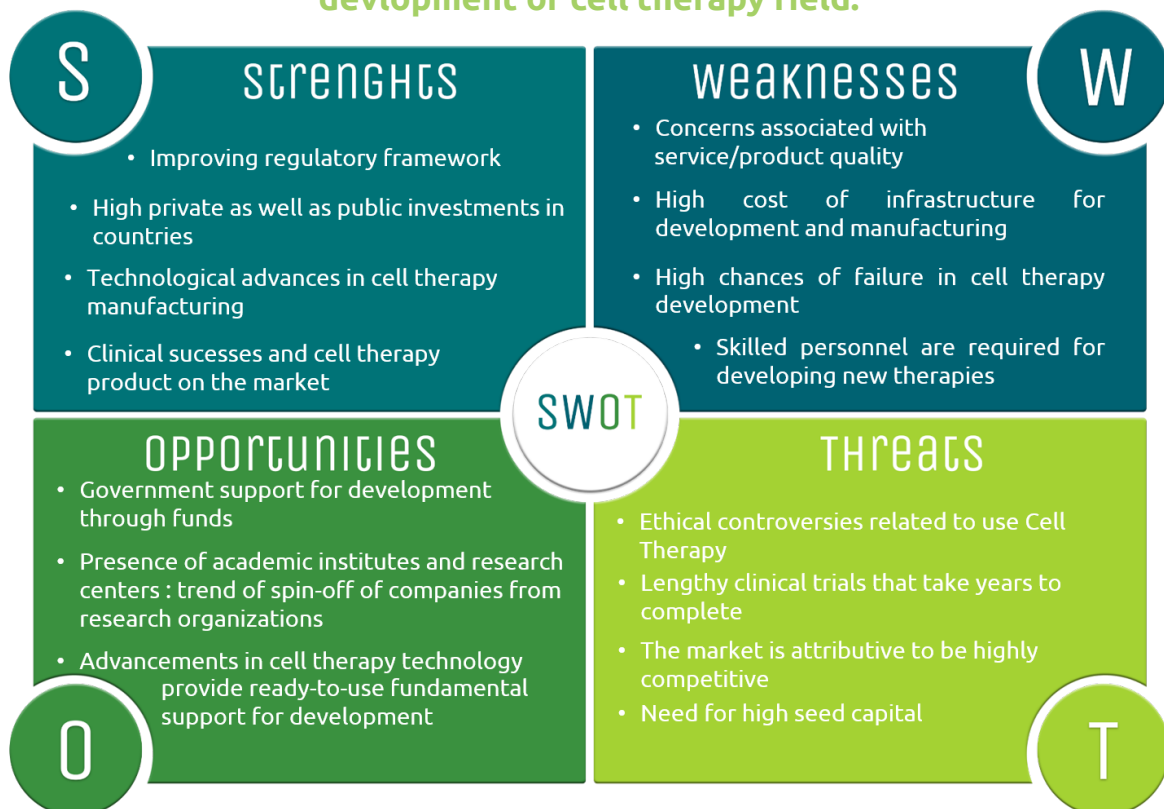 devlopment of cell therapy field.
S
Strenghts
• Improving regulatory framework
• High private as well as public investments in
countries
• Technological advances in cell therapy
manufacturing
• Clinical sucesses and cell therapy
product on the market
Weaknesses
W
• Concerns associated with
service/product quality
• High cost of infrastructure for
development and manufacturing
• High chances of failure in cell therapy
development
• Skilled personnel are required for
developing new therapies
SWOT
Opportunities
• Government support for development
through funds
• Presence of academic institutes and research
centers : trend of spin-off of companies from
research organizations
• Advancements in cell therapy technology
provide ready-to-use fundamental
support for development
O
Threats
• Ethical controversies related to use Cell
Therapy
• Lengthy clinical trials that take years to
complete
• The market is attributive to be highly
competitive
• Need for high seed capital
T